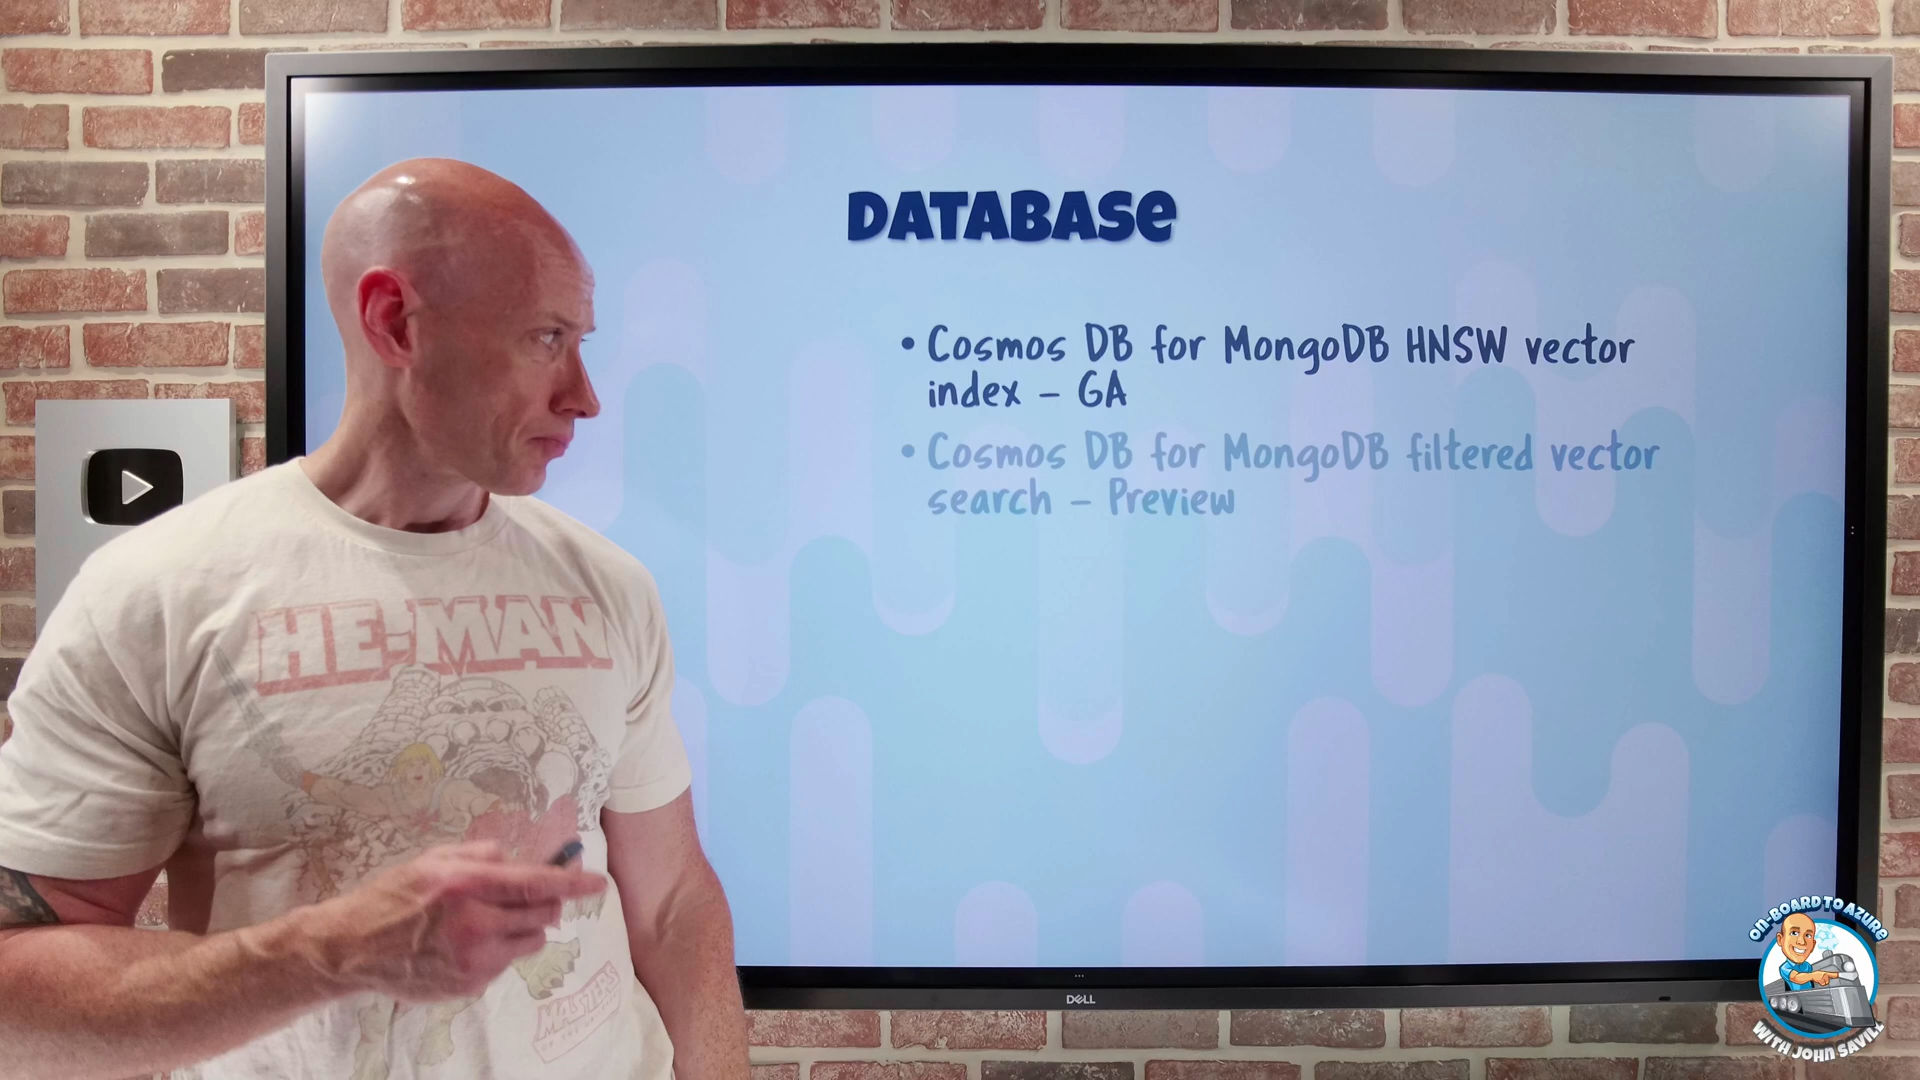 DATABASE
• Cosmos DB for MongoDB HNSW vector
index – GA
• Cosmos DB for MongoDB filtered vector
search – Preview
HE-MAN
MASTERS
DELL
ON-BOARD TO AZURE
WITH JOHN SAVILL